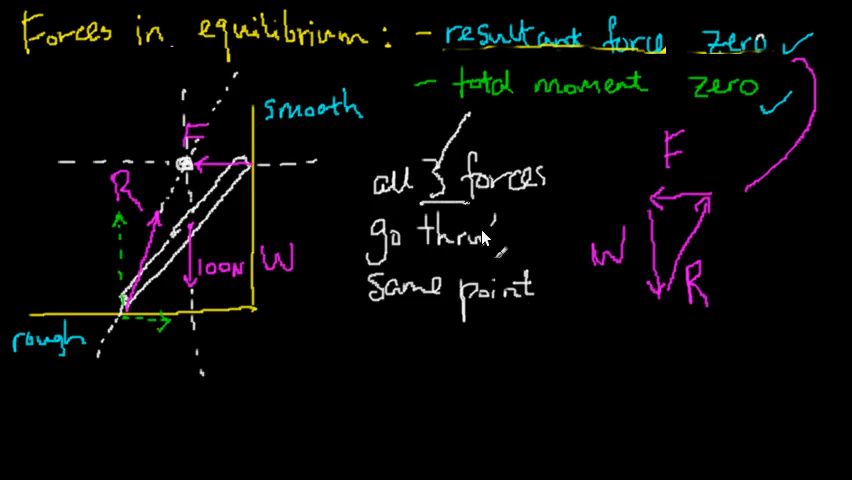 Forces in equilibrium : - resultant force zero
- total moment zero
smooth
F
R
100N W
rough
all 3 forces
go thru'
same point
F
W
R